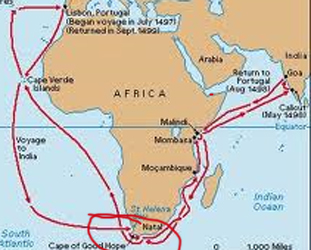 res
Lisbon, Portugal
(Began voyage in July 1497)
(Returned in Sept. 1499)
Arabia
India
Goa
Cape Verde
Islands
AFRICA
Return to
Portugal
(Aug 1498)
Calicut
(May 1498)
Equator
Malindi
Mombasa
Voyage
to
India
Moçambique
St. Helena
Indian
Ocean
South
Atlantic
Natal
Cape of Good Hope
0
1,000 Miles